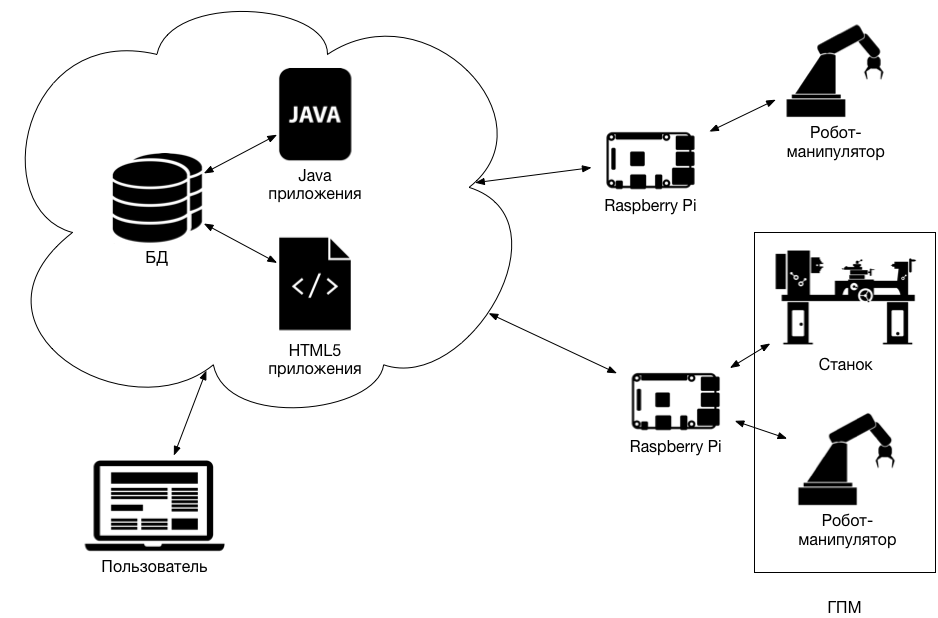 JAVA
Java
приложения
БД
</>
HTML5
приложения
Пользователь
Raspberry Pi
Робот-
манипулятор
Raspberry Pi
Станок
Робот-
манипулятор
ГПМ